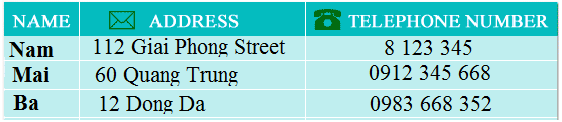 NAME ADDRESS TELEPHONE NUMBER
Nam 112 Giai Phong Street 8 123 345
Mai 60 Quang Trung 0912 345 668
Ba 12 Dong Da 0983 668 352